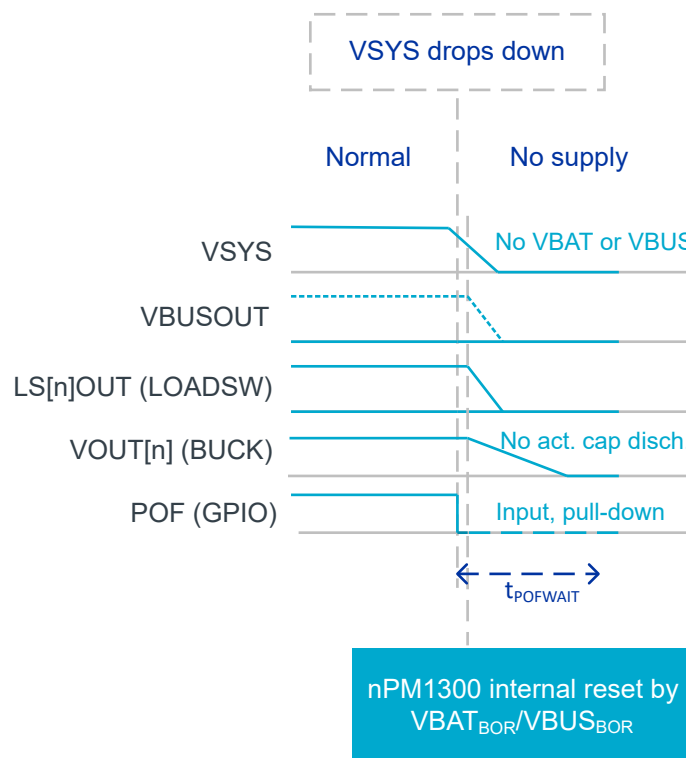 VSYS drops down
Normal
No supply
VSYS
No VBAT or VBUS
VBUSOUT
LS[n]OUT (LOADSW)
VOUT[n] (BUCK)
No act. cap disch
POF (GPIO)
Input, pull-down
tPOFWAIT
nPM1300 internal reset by
VBATBOR/VBUSBOR